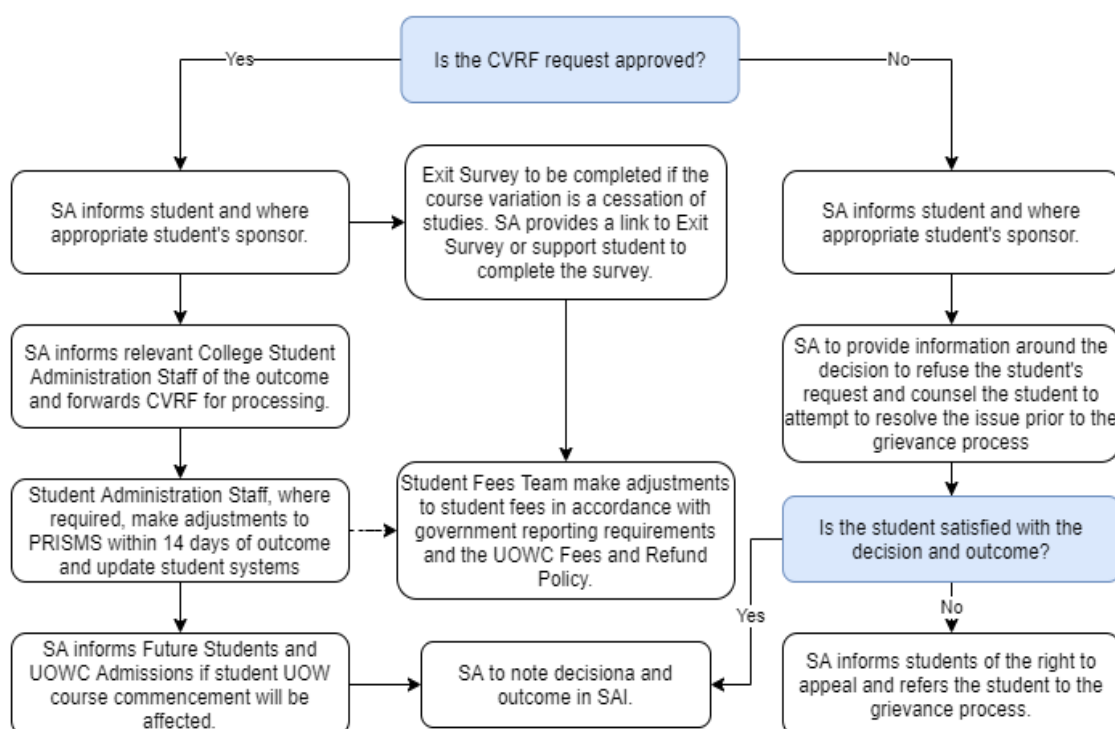 Is the CVRF request approved?
Yes
No
SA informs student and where
appropriate student's sponsor.
Exit Survey to be completed if the
course variation is a cessation of
studies. SA provides a link to Exit
Survey or support student to
complete the survey.
SA informs student and where
appropriate student's sponsor.
SA informs relevant College Student
Administration Staff of the outcome
and forwards CVRF for processing.
SA to provide information around the
decision to refuse the student's
request and counsel the student to
attempt to resolve the issue prior to the
grievance process
Student Administration Staff, where
required, make adjustments to
PRISMS within 14 days of outcome
and update student systems
Student Fees Team make adjustments
to student fees in accordance with
government reporting requirements
and the UOWC Fees and Refund
Policy.
Is the student satisfied with the
decision and outcome?
Yes
No
SA informs Future Students and
UOWC Admissions if student UOW
course commencement will be
affected.
SA to note decisiona and
outcome in SAI.
SA informs students of the right to
appeal and refers the student to the
grievance process.